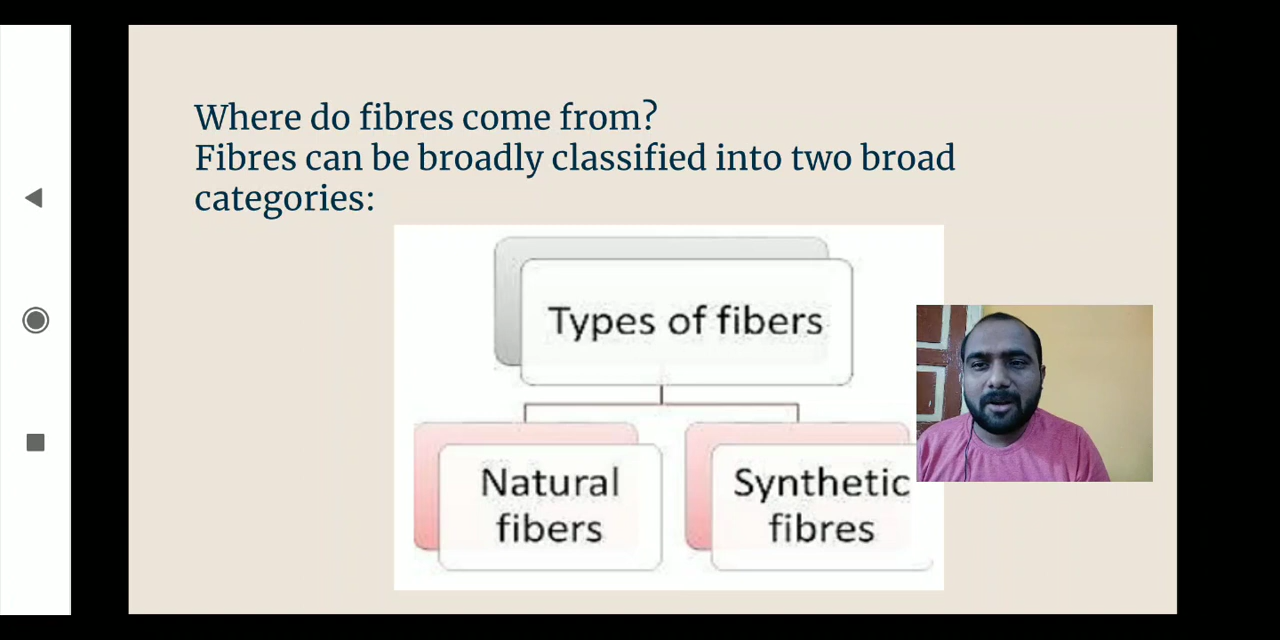 Where do fibres come from?
Fibres can be broadly classified into two broad
categories:
Types of fibers
Natural
fibers
Synthetic
fibres